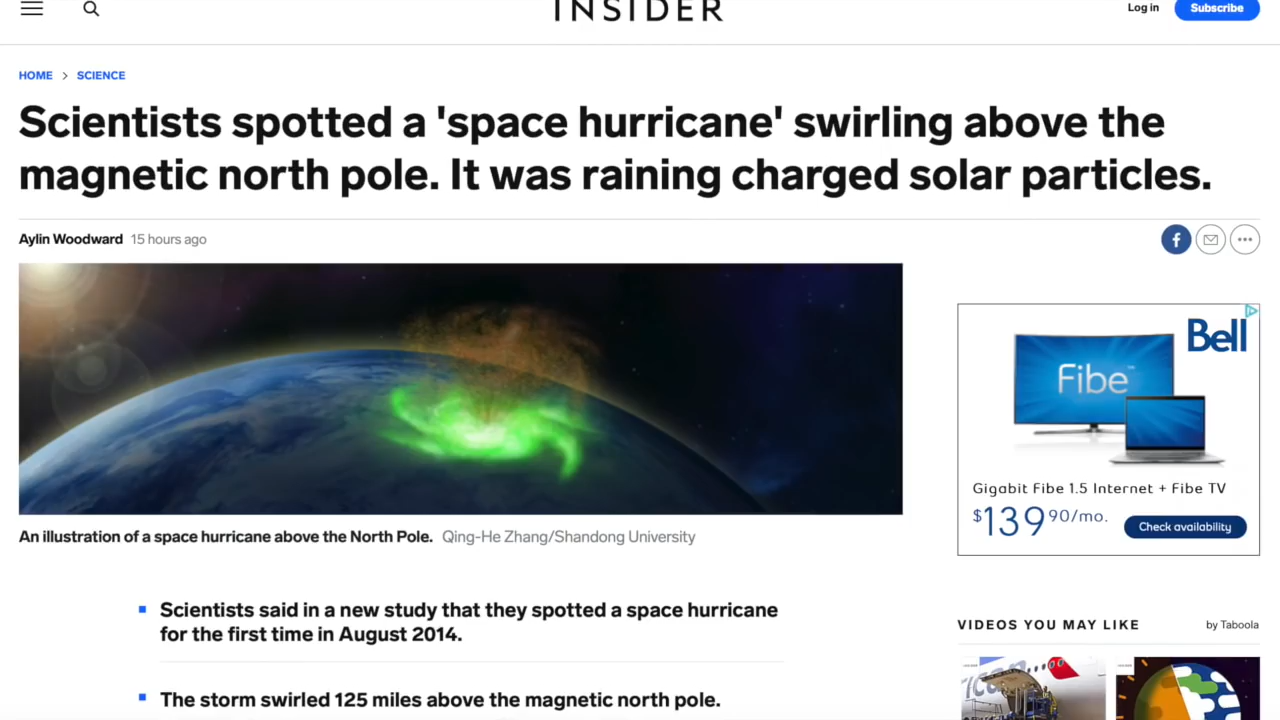 INSIDER
Log in
Subscribe
HOME > SCIENCE
Scientists spotted a 'space hurricane' swirling above the
magnetic north pole. It was raining charged solar particles.
Aylin Woodward 15 hours ago
Bell
Fibe™
Gigabit Fibe 1.5 Internet + Fibe TV
$139 90/mo.
Check availability
An illustration of a space hurricane above the North Pole. Qing-He Zhang/Shandong University
Scientists said in a new study that they spotted a space hurricane
for the first time in August 2014.
The storm swirled 125 miles above the magnetic north pole.
VIDEOS YOU MAY LIKE
by Taboola